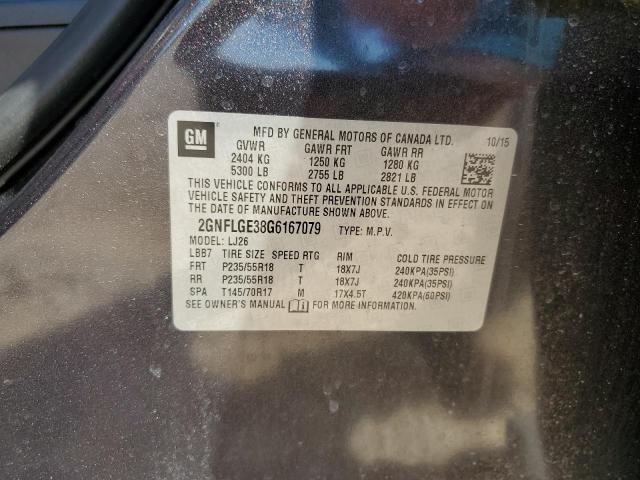 GM
MFD BY GENERAL MOTORS OF CANADA LTD. 10/15
GVWR GAWR FRT GAWR RR
2404 KG 1250 KG 1280 KG
5300 LB 2755 LB 2821 LB
THIS VEHICLE CONFORMS TO ALL APPLICABLE U.S. FEDERAL MOTOR
VEHICLE SAFETY AND THEFT PREVENTION STANDARDS IN EFFECT ON
THE DATE OF MANUFACTURE SHOWN ABOVE.
2GNFLGE38G6167079 TYPE: M.P.V.
MODEL: LJ26
LBB7 TIRE SIZE SPEED RTG RIM COLD TIRE PRESSURE
FRT P235/55R18 T 18X7J 240KPA(35PSI)
RR P235/55R18 T 18X7J 240KPA(35PSI)
SPA T145/70R17 M 17X4.5T 420KPA(60PSI)
SEE OWNER'S MANUAL FOR MORE INFORMATION.